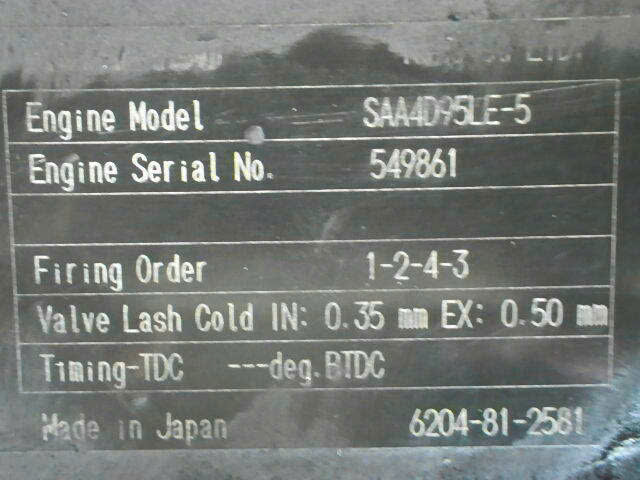 Engine Model SAA4D95LE-5
Engine Serial No. 549861
Firing Order 1-2-4-3
Valve Lash Cold IN: 0.35 mm EX: 0.50 mm
Timing-TDC ---deg.BTDC
Made in Japan 6204-81-2581